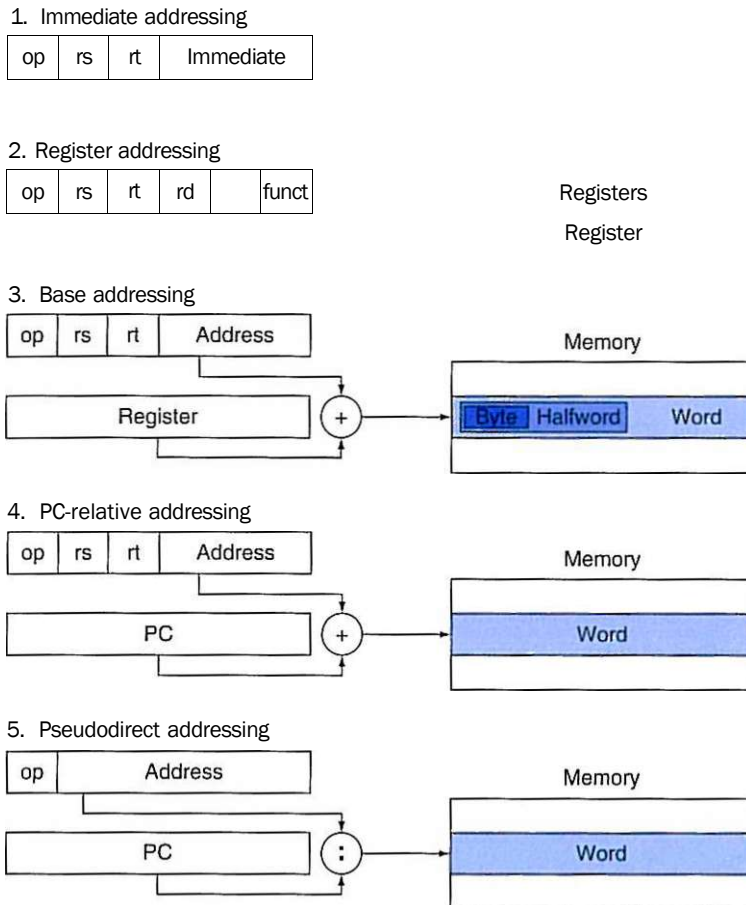 1. Immediate addressing
op rs rt Immediate
2. Register addressing
op rs rt rd funct
Registers
Register
3. Base addressing
op rs rt Address
Memory
Register
+
Byte Halfword Word
4. PC-relative addressing
op rs rt Address
Memory
PC
+
Word
5. Pseudodirect addressing
op Address
Memory
PC
:
Word